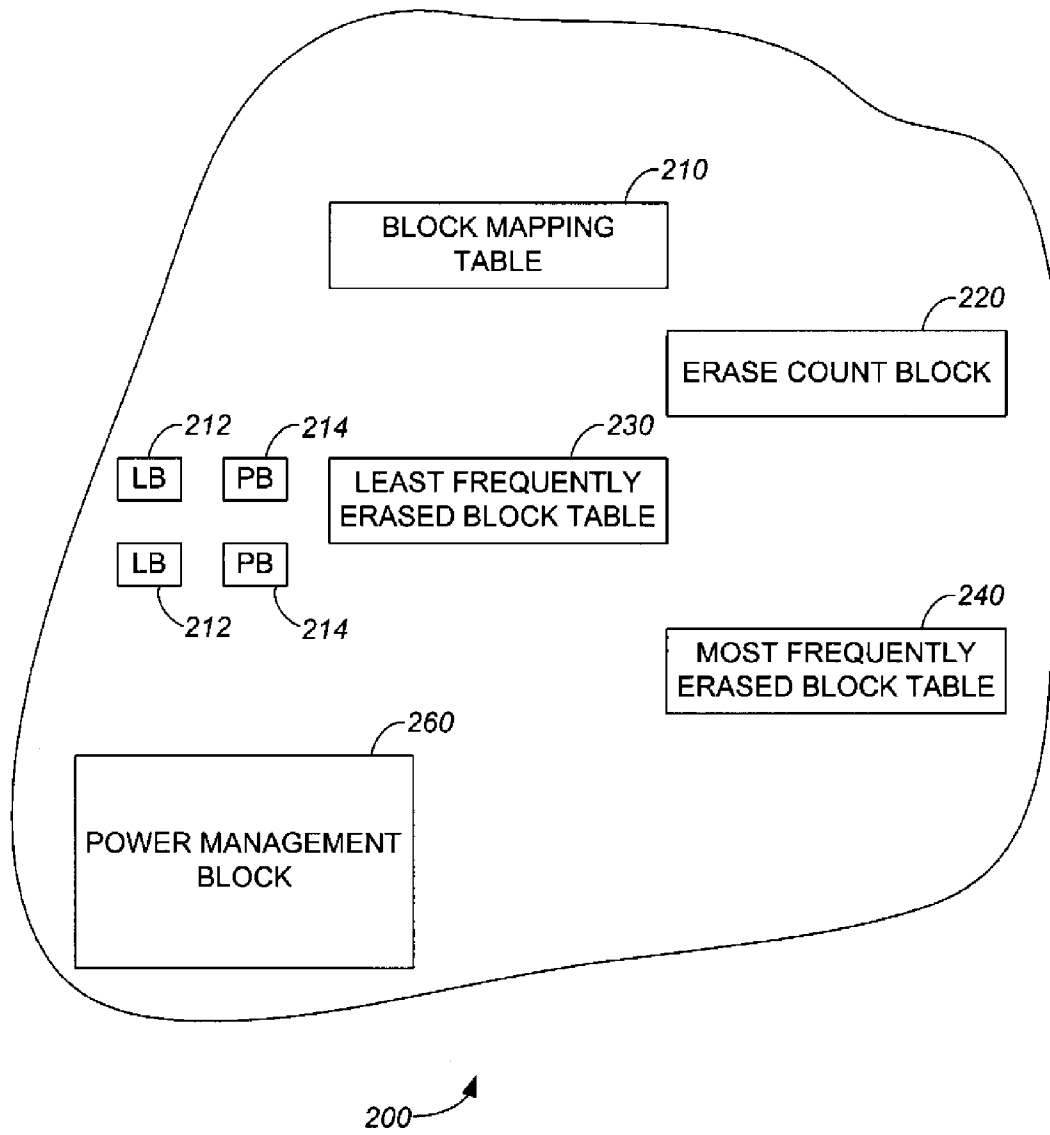 210
BLOCK MAPPING
TABLE
220
ERASE COUNT BLOCK
212
214
230
LB
PB
LEAST FREQUENTLY
ERASED BLOCK TABLE
LB
PB
212
214
240
MOST FREQUENTLY
ERASED BLOCK TABLE
260
POWER MANAGEMENT
BLOCK
200